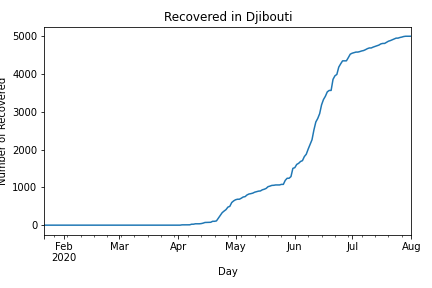 Recovered in Djibouti
Number of Recovered
5000
4000
3000
2000
1000
0
Feb Mar Apr May Jun Jul Aug
2020
Day